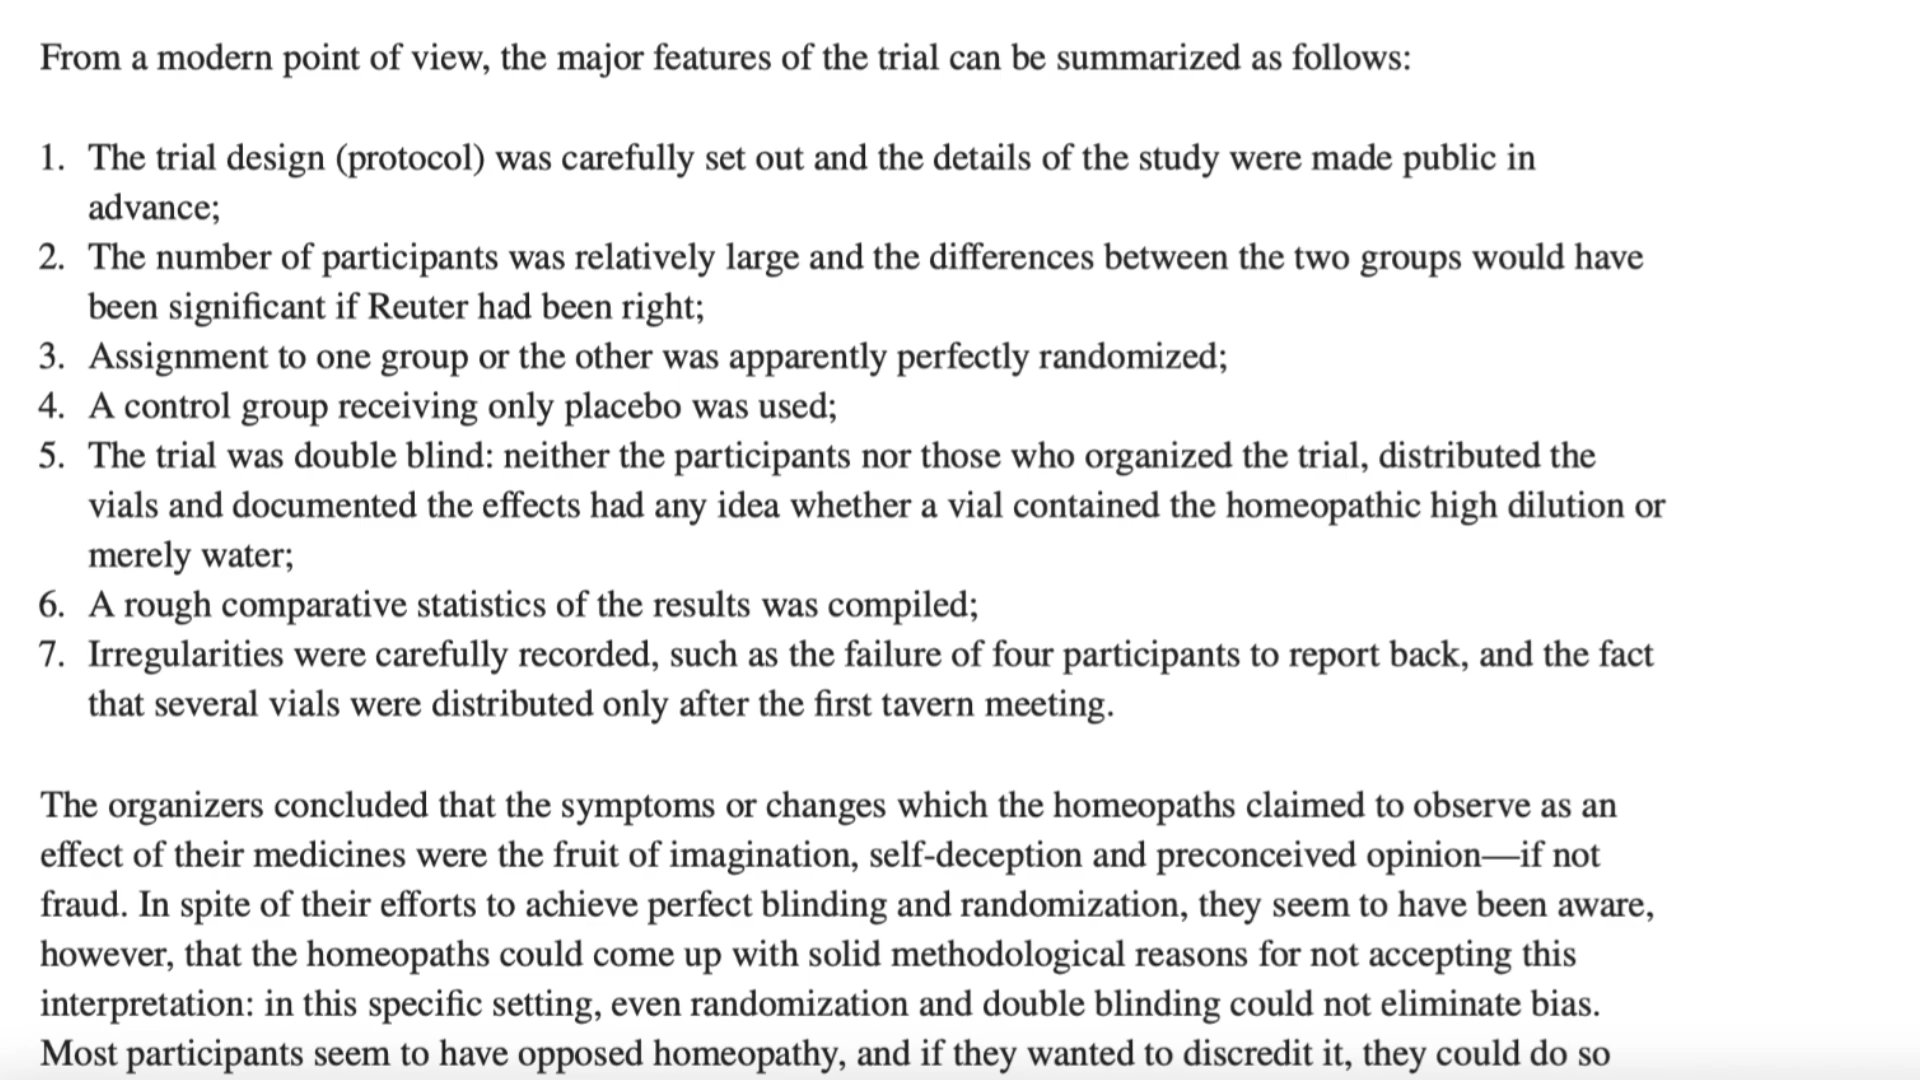 From a modern point of view, the major features of the trial can be summarized as follows:
1. The trial design (protocol) was carefully set out and the details of the study were made public in
advance;
2. The number of participants was relatively large and the differences between the two groups would have
been significant if Reuter had been right;
3. Assignment to one group or the other was apparently perfectly randomized;
4. A control group receiving only placebo was used;
5. The trial was double blind: neither the participants nor those who organized the trial, distributed the
vials and documented the effects had any idea whether a vial contained the homeopathic high dilution or
merely water;
6. A rough comparative statistics of the results was compiled;
7. Irregularities were carefully recorded, such as the failure of four participants to report back, and the fact
that several vials were distributed only after the first tavern meeting.
The organizers concluded that the symptoms or changes which the homeopaths claimed to observe as an
effect of their medicines were the fruit of imagination, self-deception and preconceived opinion—if not
fraud. In spite of their efforts to achieve perfect blinding and randomization, they seem to have been aware,
however, that the homeopaths could come up with solid methodological reasons for not accepting this
interpretation: in this specific setting, even randomization and double blinding could not eliminate bias.
Most participants seem to have opposed homeopathy, and if they wanted to discredit it, they could do so